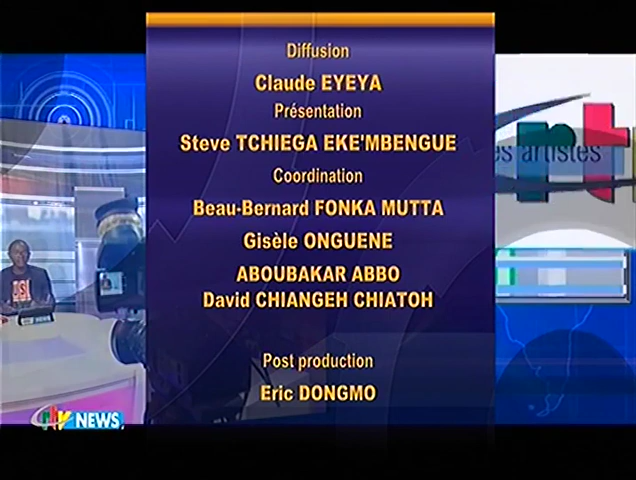 Diffusion
Claude EYEYA
Présentation
Steve TCHIEGA EKE'MBENGUE
Coordination
Beau-Bernard FONKA MUTTA
Gisèle ONGUENE
ABOUBAKAR ABBO
David CHIANGEH CHIATOH
Post production
Eric DONGMO
es artistes
crtv NEWS